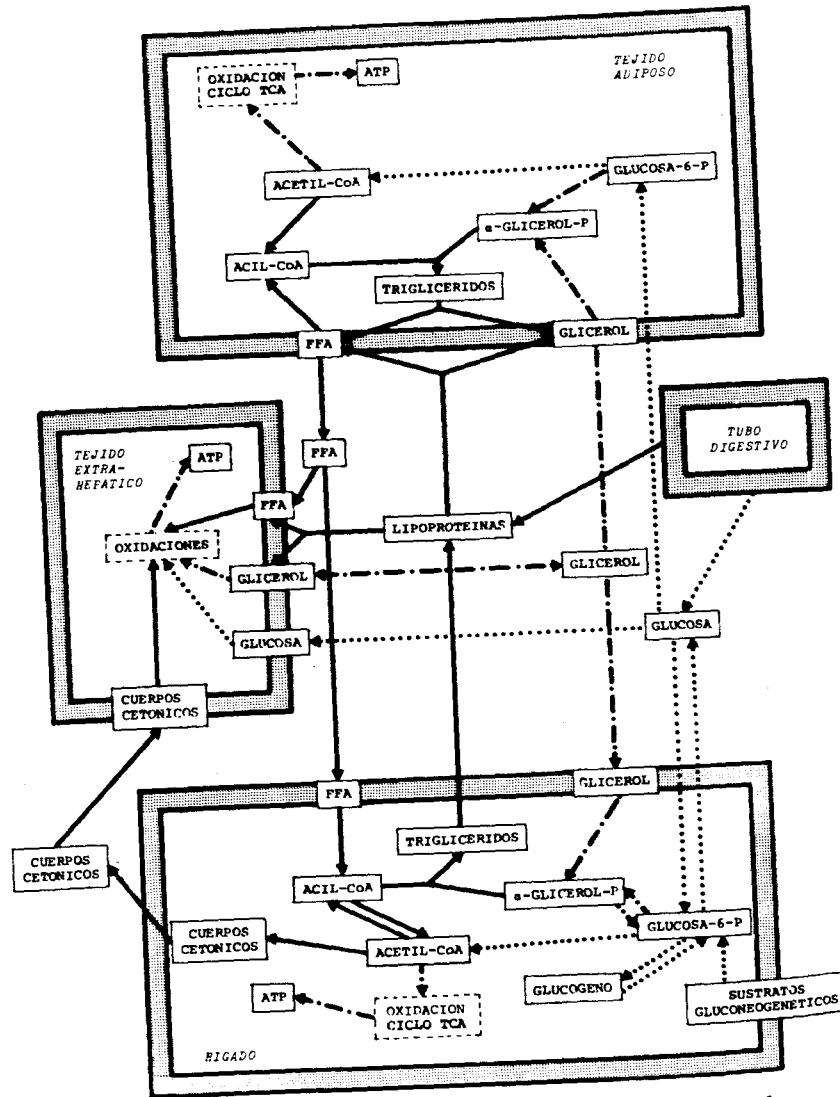 TEJIDO
ADIPOSO
OXIDACION
CICLO TCA
ATP
ACETIL-CoA
GLUCOSA-6-P
α-GLICEROL-P
ACIL-CoA
TRIGLICERIDOS
FFA
GLICEROL
TUBO
DIGESTIVO
TEJIDO
EXTRA-
HEPATICO
ATP
FFA
FFA
OXIDACIONES
LIPOPROTEINAS
GLICEROL
GLICEROL
GLUCOSA
GLUCOSA
CUERPOS
CETONICOS
FFA
GLICEROL
TRIGLICERIDOS
CUERPOS
CETONICOS
ACIL-CoA
α-GLICEROL-P
CUERPOS
CETONICOS
ACETIL-CoA
GLUCOSA-6-P
ATP
OXIDACION
CICLO TCA
GLUCOGENO
SUSTRATOS
GLUCONEOGENETICOS
HIGADO